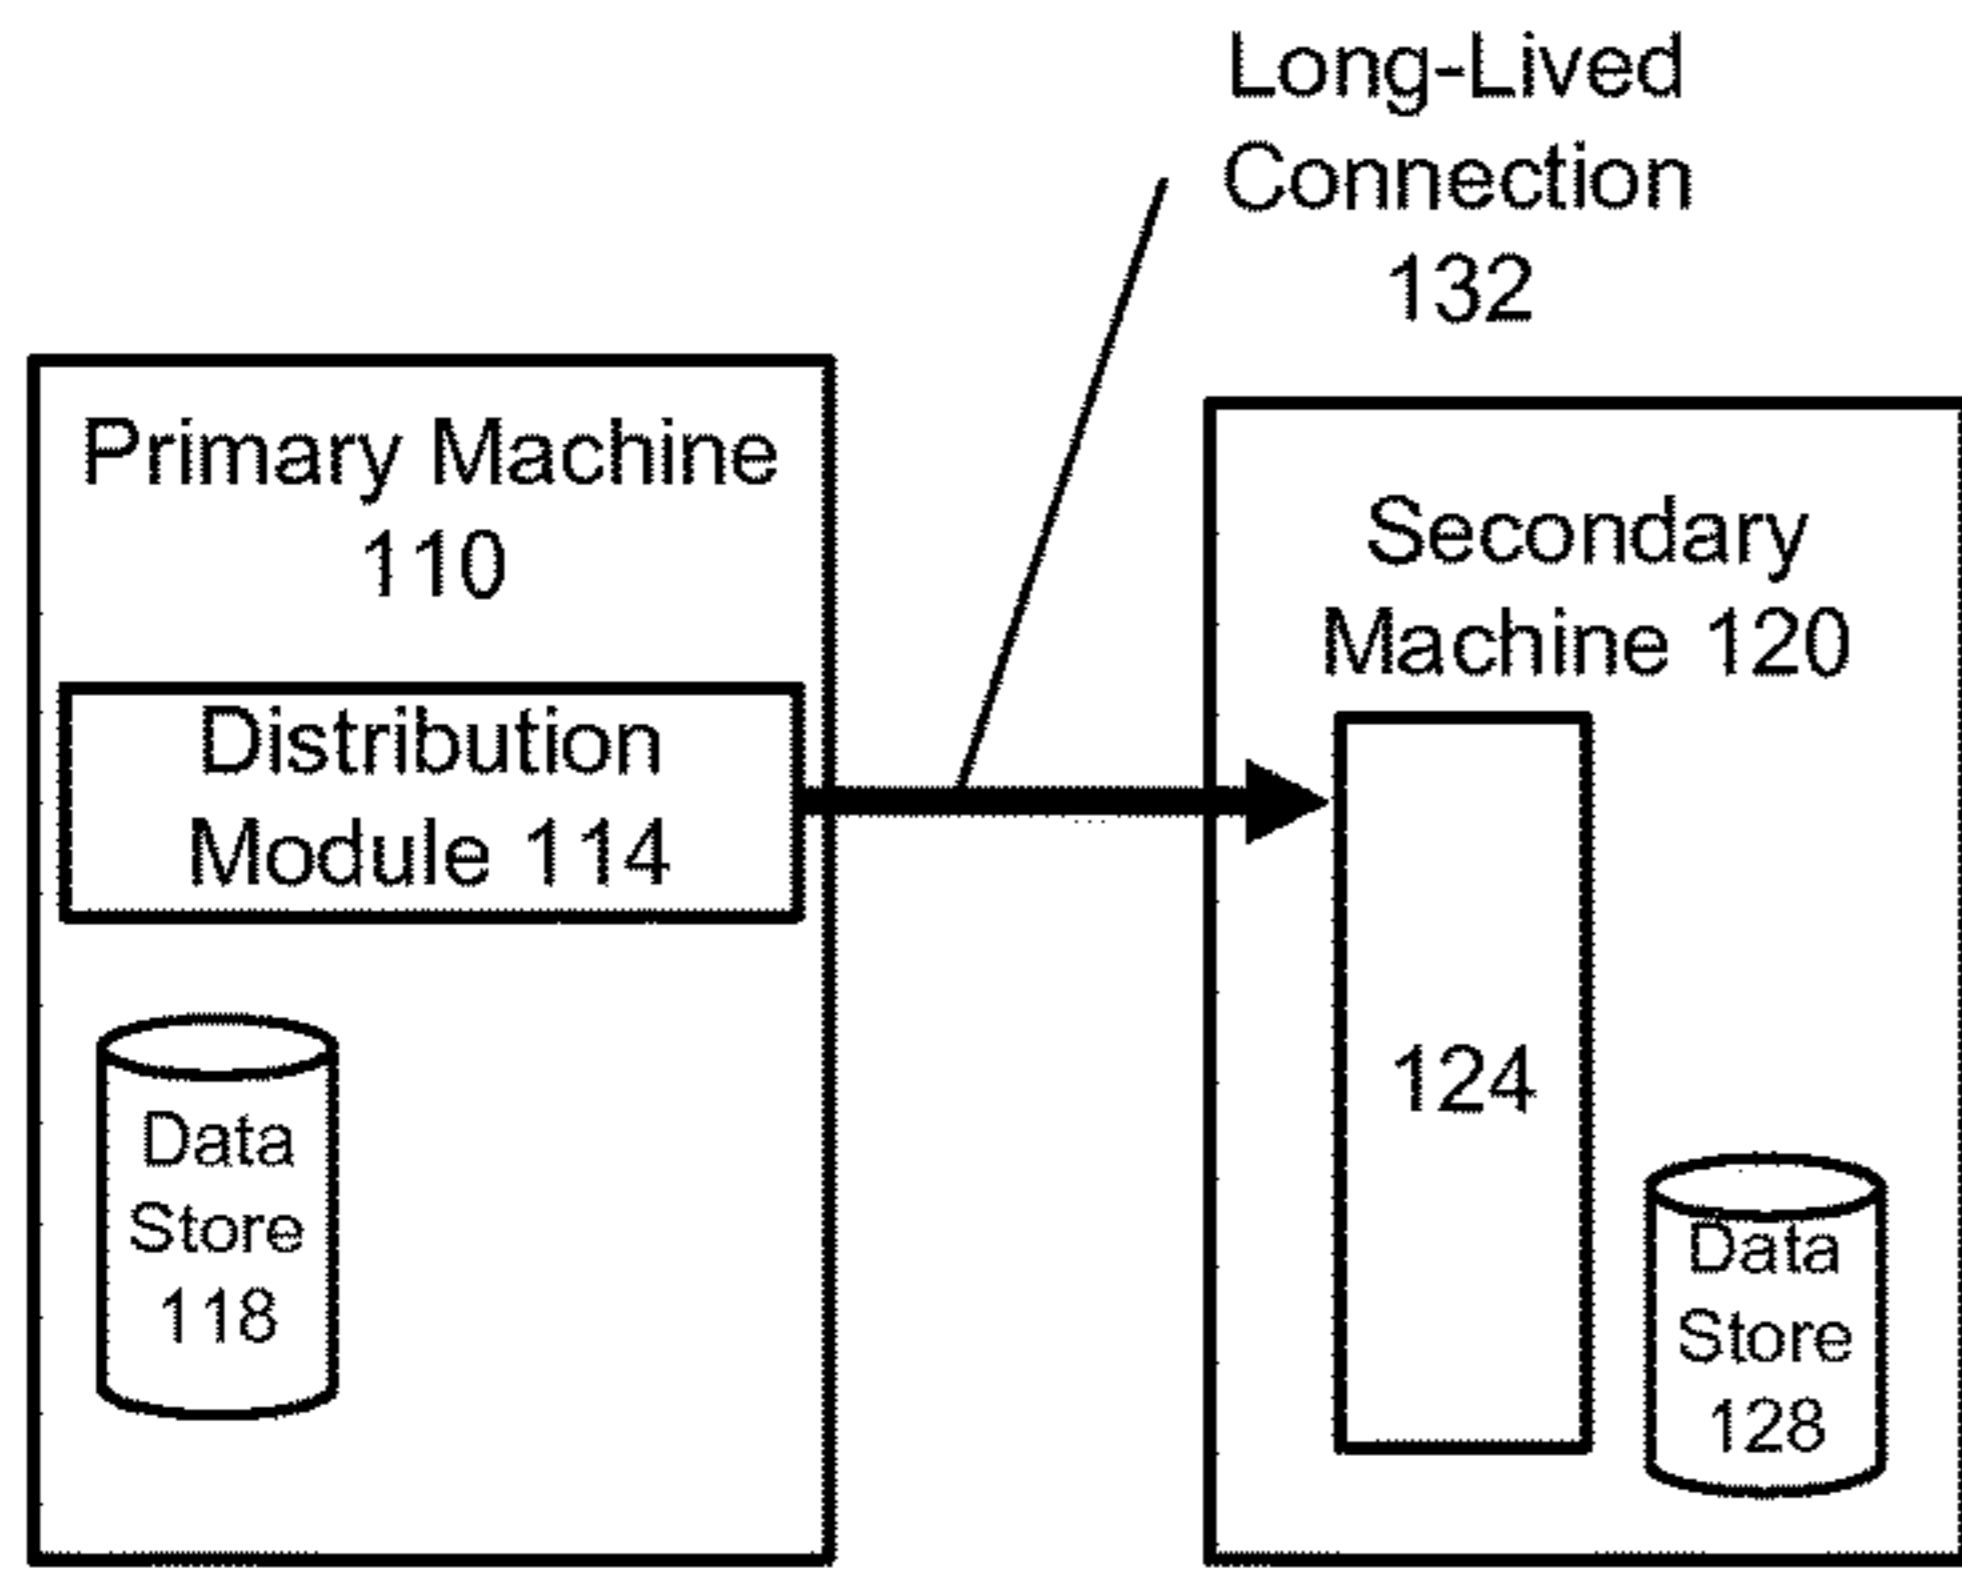 Long-Lived
Connection
132
Primary Machine
110
Distribution
Module 114
Data
Store
118
Secondary
Machine 120
124
Data
Store
128